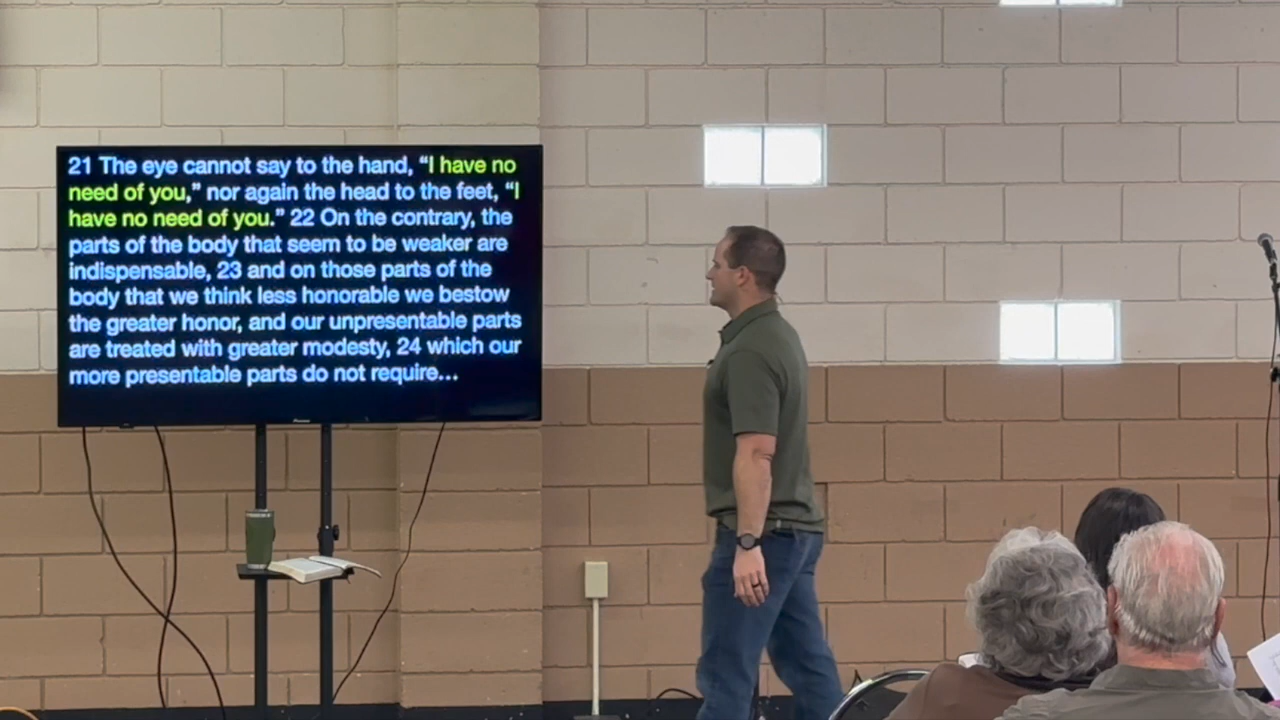 21 The eye cannot say to the hand, “I have no
need of you,” nor again the head to the feet, “I
have no need of you.” 22 On the contrary, the
parts of the body that seem to be weaker are
indispensable, 23 and on those parts of the
body that we think less honorable we bestow
the greater honor, and our unpresentable parts
are treated with greater modesty, 24 which our
more presentable parts do not require…